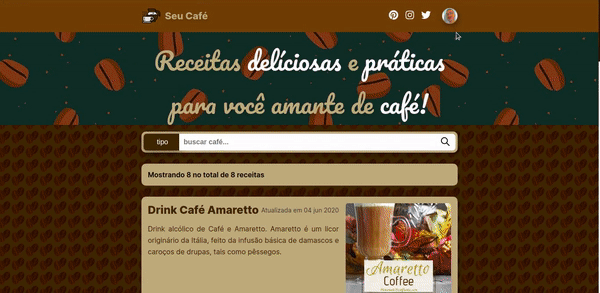 Seu Café
Receitas deliciosas e práticas
para você amante de café!
tipo
buscar café...
Mostrando 8 no total de 8 receitas
Drink Café Amaretto
Atualizada em 04 jun 2020
Drink alcólico de Café e Amaretto. Amaretto é um licor
originário da Itália, feito da infusão básica de damascos e
caroços de drupas, tais como pêssegos.
Amaretto
Coffee